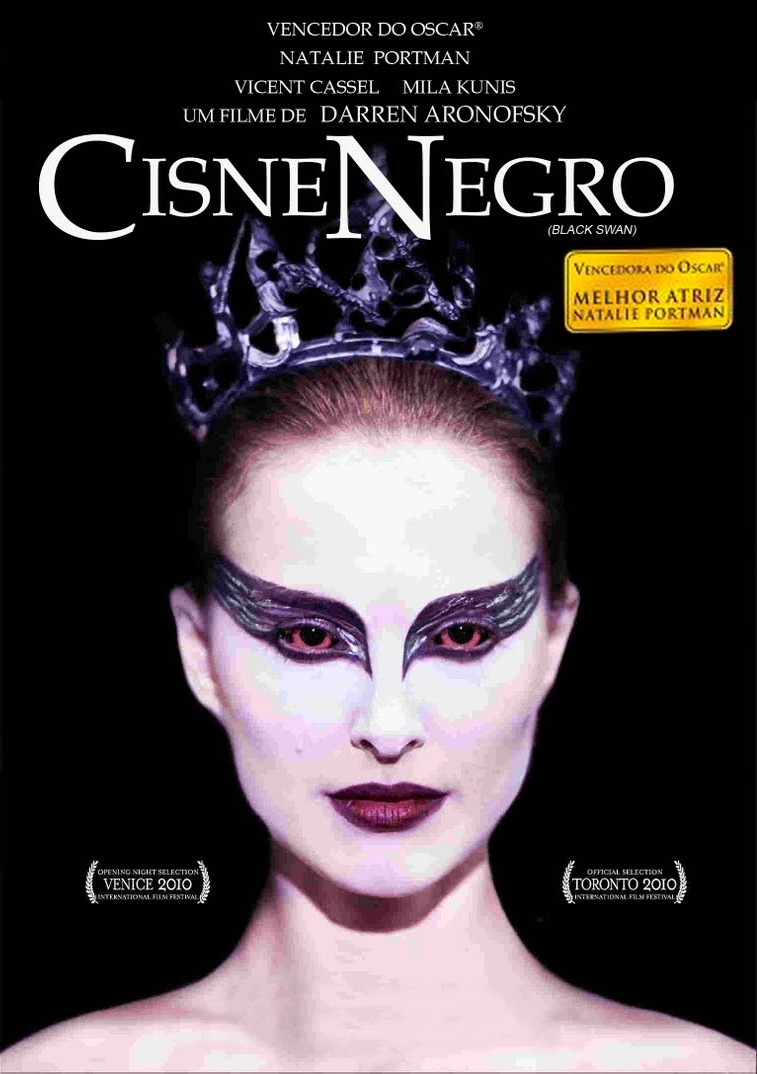 VENCEDOR DO OSCAR®
NATALIE PORTMAN
VICENT CASSEL MILA KUNIS
UM FILME DE DARREN ARONOFSKY
CISNE NEGRO
(BLACK SWAN)
VENCEDORA DO OSCAR®
MELHOR ATRIZ
NATALIE PORTMAN
OPENING NIGHT SELECTION
VENICE 2010
INTERNATIONAL FILM FESTIVAL
OFFICIAL SELECTION
TORONTO 2010
INTERNATIONAL FILM FESTIVAL